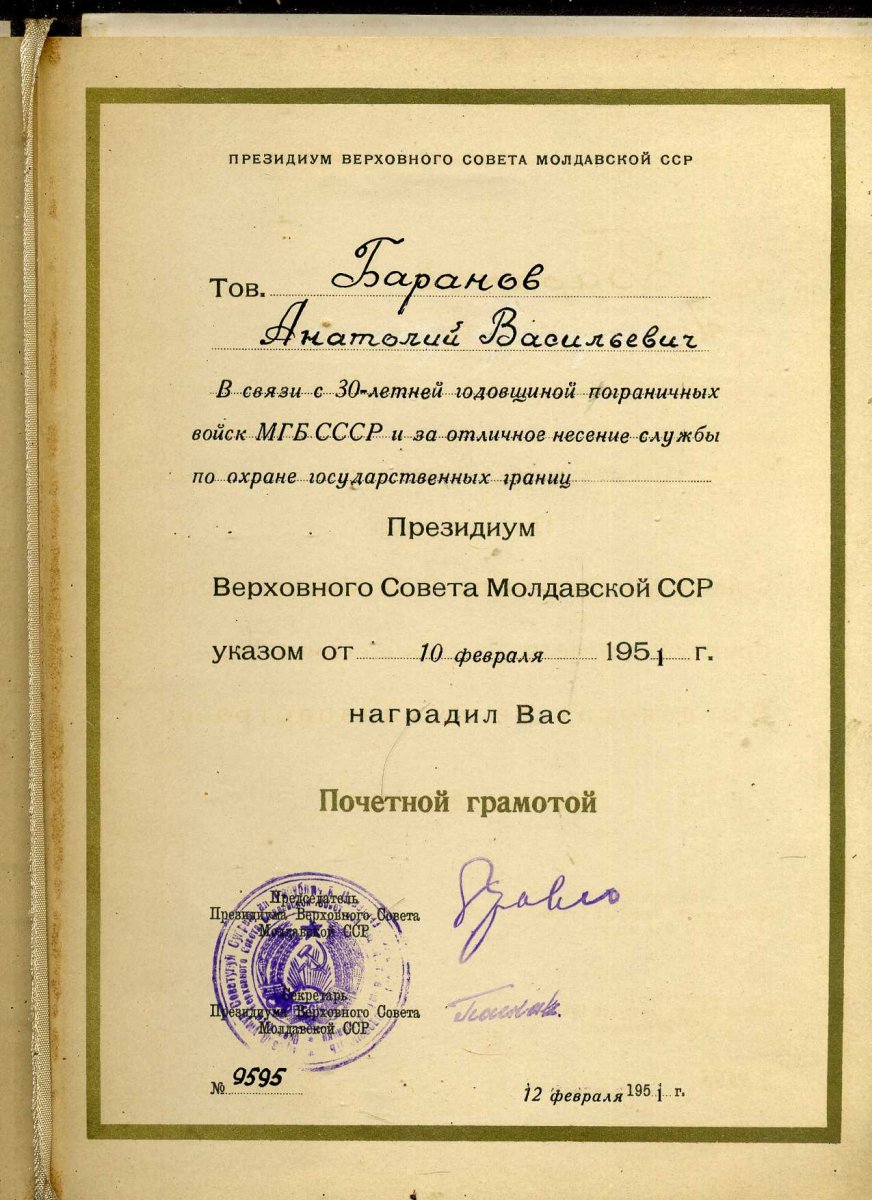 ПРЕЗИДИУМ ВЕРХОВНОГО СОВЕТА МОЛДАВСКОЙ ССР
Тов. Баранов
Анатолий Васильевич
В связи с 30-летней годовщиной пограничных
войск МГБ СССР и за отличное несение службы
по охране государственных границ
Президиум
Верховного Совета Молдавской ССР
указом от 10 февраля 1951 г.
наградил Вас
Почетной грамотой
Председатель
Президиума Верховного Совета
Молдавской ССР
Секретарь
Президиума Верховного Совета
Молдавской ССР
№ 9595
12 февраля 1951 г.